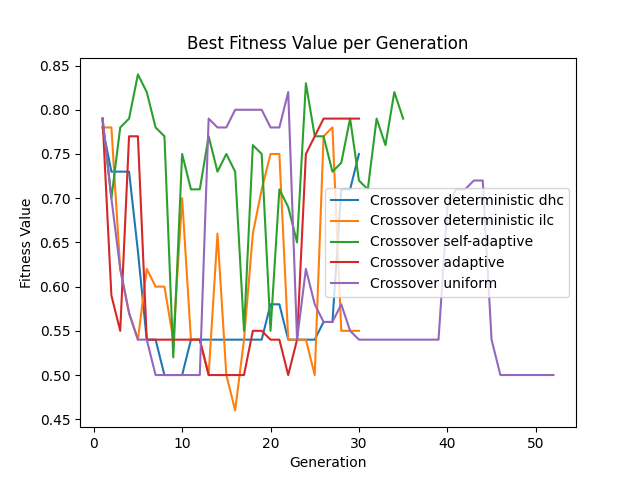 Best Fitness Value per Generation
Fitness Value
0.85
0.80
0.75
0.70
0.65
0.60
0.55
0.50
0.45
Crossover deterministic dhc
Crossover deterministic ilc
Crossover self-adaptive
Crossover adaptive
Crossover uniform
0 10 20 30 40 50
Generation